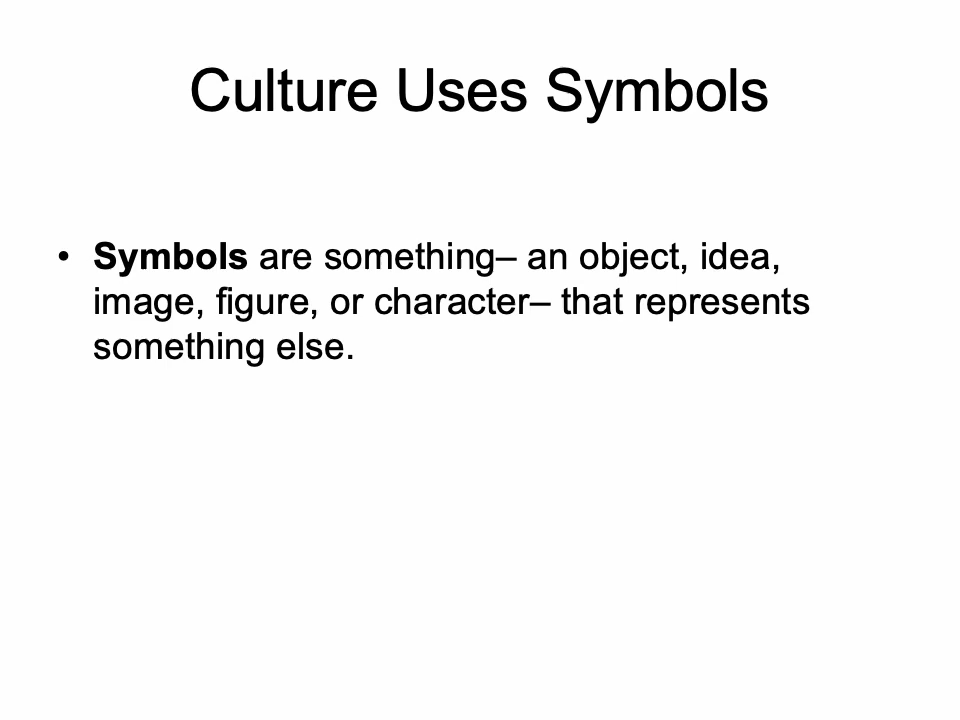 Culture Uses Symbols
• Symbols are something– an object, idea,
image, figure, or character– that represents
something else.